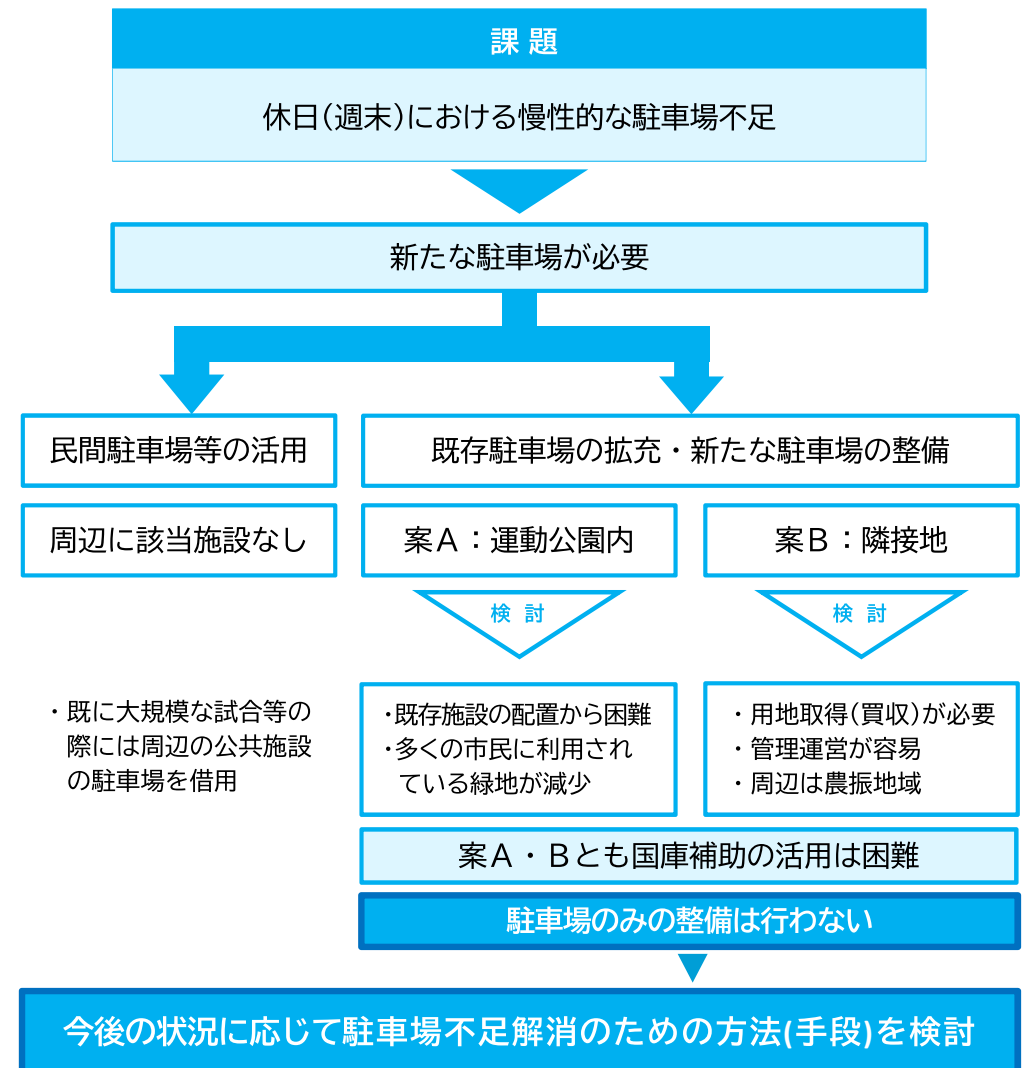 課題
休日(週末)における慢性的な駐車場不足
新たな駐車場が必要
民間駐車場等の活用
既存駐車場の拡充・新たな駐車場の整備
周辺に該当施設なし
案A：運動公園内
案B：隣接地
検討
検討
・既に大規模な試合等の
際には周辺の公共施設
の駐車場を借用
・既存施設の配置から困難
・多くの市民に利用され
ている緑地が減少
・用地取得(買収)が必要
・管理運営が容易
・周辺は農振地域
案A・Bとも国庫補助の活用は困難
駐車場のみの整備は行わない
今後の状況に応じて駐車場不足解消のための方法(手段)を検討